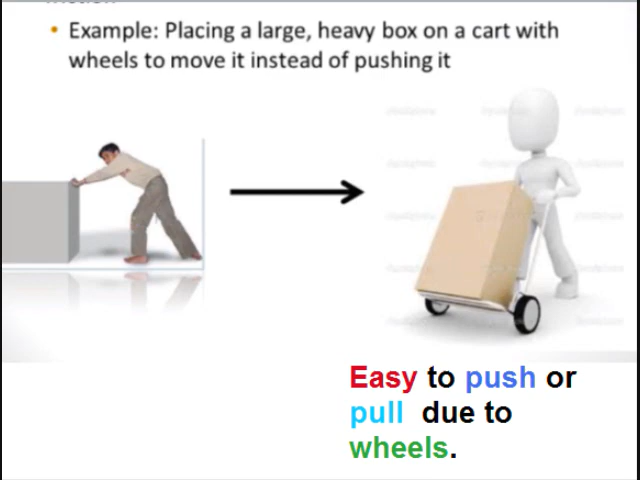 • Example: Placing a large, heavy box on a cart with
wheels to move it instead of pushing it
Easy to push or
pull due to
wheels.